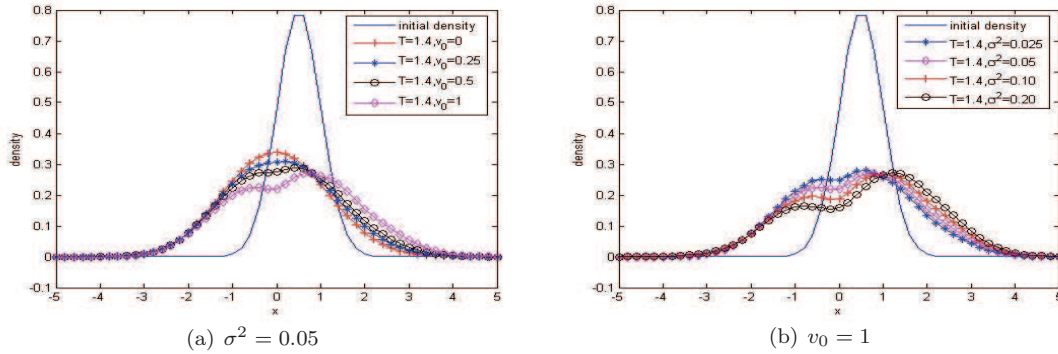 0.8
0.7
0.6
0.5
0.4
0.3
0.2
0.1
0
-0.1
density
-5 -4 -3 -2 -1 0 1 2 3 4 5
x
initial density
T=1.4,v₀=0
T=1.4,v₀=0.25
T=1.4,v₀=0.5
T=1.4,v₀=1
(a) σ² = 0.05
0.8
0.7
0.6
0.5
0.4
0.3
0.2
0.1
0
-0.1
density
-5 -4 -3 -2 -1 0 1 2 3 4 5
x
initial density
T=1.4,σ²=0.025
T=1.4,σ²=0.05
T=1.4,σ²=0.10
T=1.4,σ²=0.20
(b) v₀ = 1